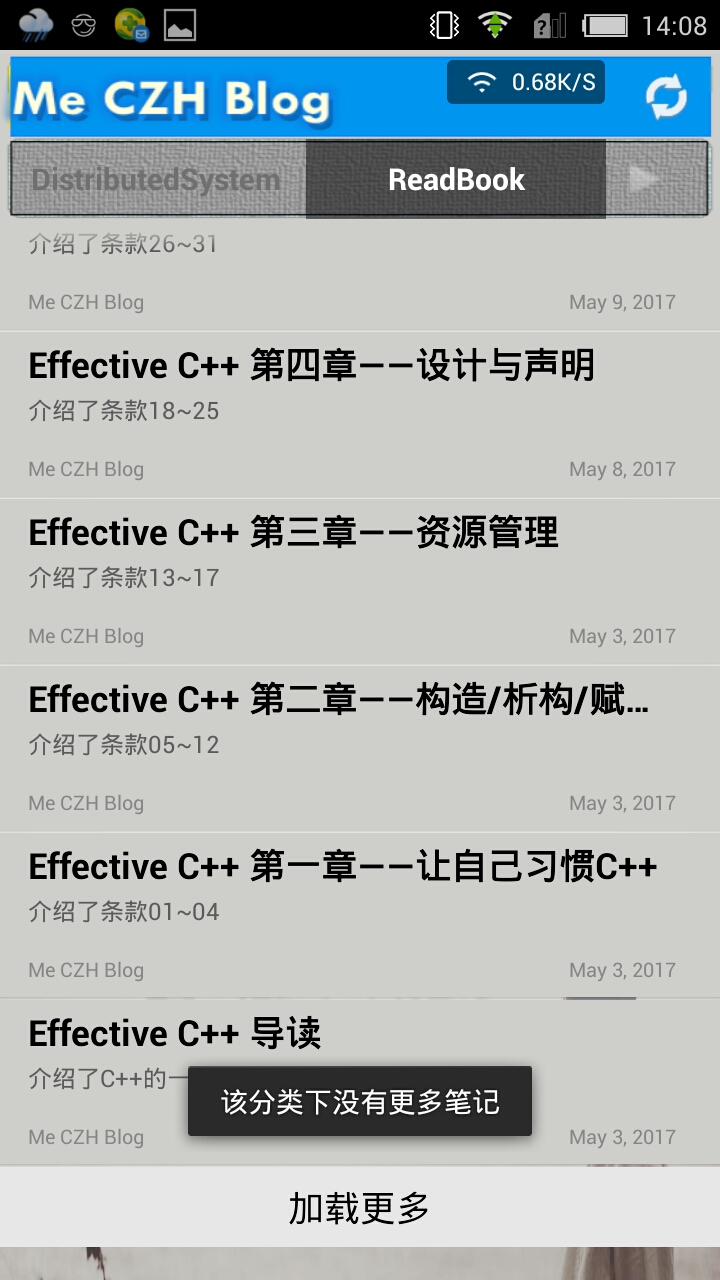 14:08
Me CZH Blog
0.68K/S
DistributedSystem
ReadBook
介绍了条款26~31
Me CZH Blog
May 9, 2017
Effective C++ 第四章——设计与声明
介绍了条款18~25
Me CZH Blog
May 8, 2017
Effective C++ 第三章——资源管理
介绍了条款13~17
Me CZH Blog
May 3, 2017
Effective C++ 第二章——构造/析构/赋...
介绍了条款05~12
Me CZH Blog
May 3, 2017
Effective C++ 第一章——让自己习惯C++
介绍了条款01~04
Me CZH Blog
May 3, 2017
Effective C++ 导读
介绍了C++的一
该分类下没有更多笔记
Me CZH Blog
May 3, 2017
加载更多